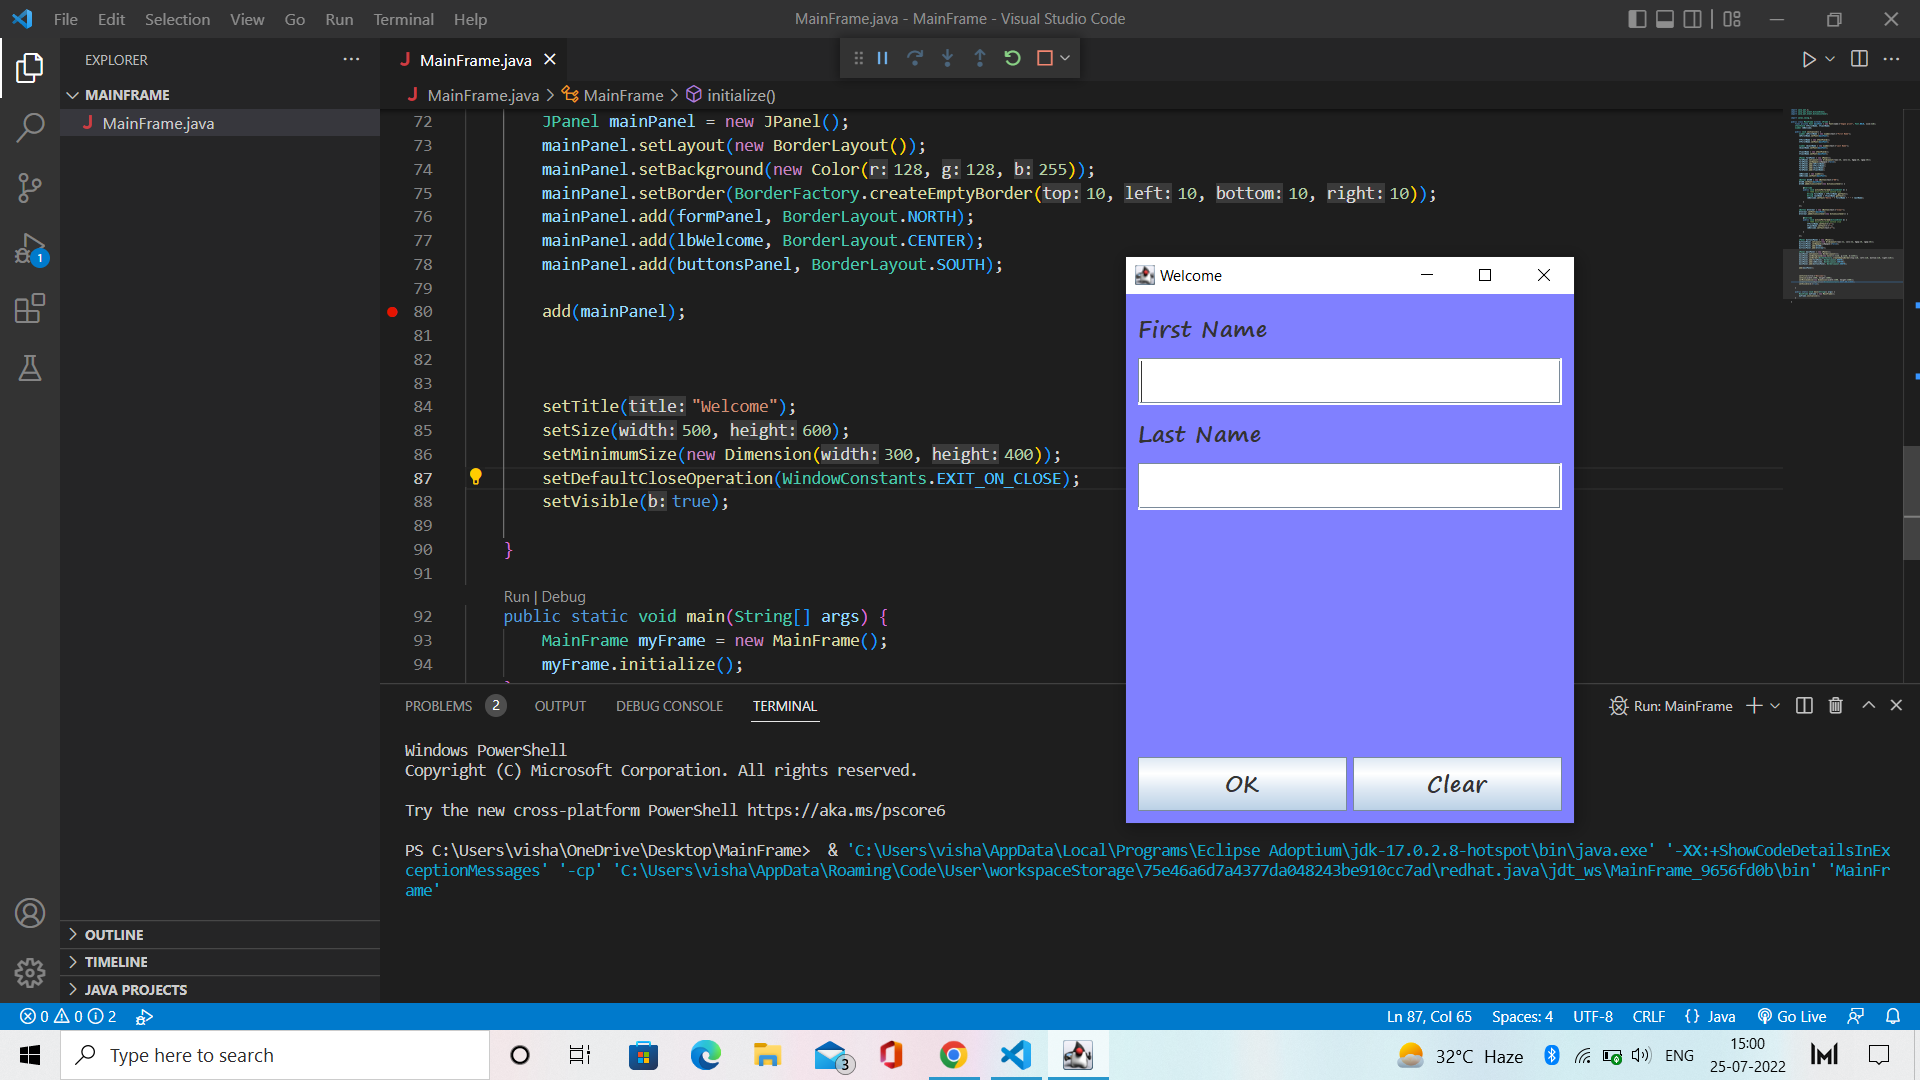 File Edit Selection View Go Run Terminal Help
MainFrame.java - MainFrame - Visual Studio Code
EXPLORER
MAINFRAME
J MainFrame.java
J MainFrame.java
J MainFrame.java > MainFrame > initialize()
72 JPanel mainPanel = new JPanel();
73 mainPanel.setLayout(new BorderLayout());
74 mainPanel.setBackground(new Color(r: 128, g: 128, b: 255));
75 mainPanel.setBorder(BorderFactory.createEmptyBorder(top: 10, left: 10, bottom: 10, right: 10));
76 mainPanel.add(formPanel, BorderLayout.NORTH);
77 mainPanel.add(lbWelcome, BorderLayout.CENTER);
78 mainPanel.add(buttonsPanel, BorderLayout.SOUTH);
79
80 add(mainPanel);
81
82
83
84 setTitle(title: "Welcome");
85 setSize(width: 500, height: 600);
86 setMinimumSize(new Dimension(width: 300, height: 400));
87 setDefaultCloseOperation(WindowConstants.EXIT_ON_CLOSE);
88 setVisible(b: true);
89
90 }
91
Run | Debug
92 public static void main(String[] args) {
93 MainFrame myFrame = new MainFrame();
94 myFrame.initialize();
Welcome
First Name
Last Name
OK Clear
1
PROBLEMS 2 OUTPUT DEBUG CONSOLE TERMINAL
Run: MainFrame
Windows PowerShell
Copyright (C) Microsoft Corporation. All rights reserved.
Try the new cross-platform PowerShell https://aka.ms/pscore6
PS C:\Users\visha\OneDrive\Desktop\MainFrame> & 'C:\Users\visha\AppData\Local\Programs\Eclipse Adoptium\jdk-17.0.2.8-hotspot\bin\java.exe' '-XX:+ShowCodeDetailsInEx
ceptionMessages' '-cp' 'C:\Users\visha\AppData\Roaming\Code\User\workspaceStorage\75e46a6d7a4377da048243be910cc7ad\redhat.java\jdt_ws\MainFrame_9656fd0b\bin' 'MainFr
ame'
OUTLINE
TIMELINE
JAVA PROJECTS
0 0 2
Ln 87, Col 65 Spaces: 4 UTF-8 CRLF {} Java Go Live
Type here to search
3
32°C Haze
ENG
15:00
25-07-2022